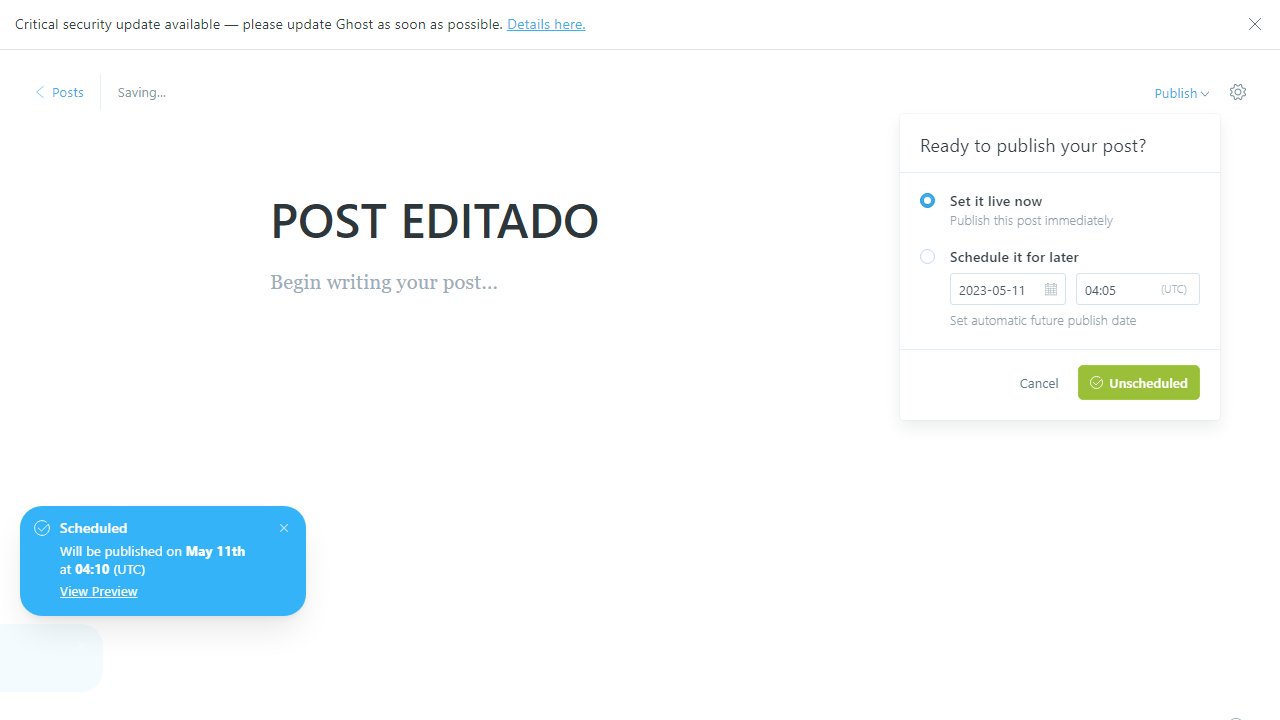 Critical security update available — please update Ghost as soon as possible. Details here.
Posts
Saving...
Publish
Ready to publish your post?
POST EDITADO
Begin writing your post...
Set it live now
Publish this post immediately
Schedule it for later
2023-05-11
04:05
(UTC)
Set automatic future publish date
Cancel
Unscheduled
Scheduled
Will be published on May 11th
at 04:10 (UTC)
View Preview